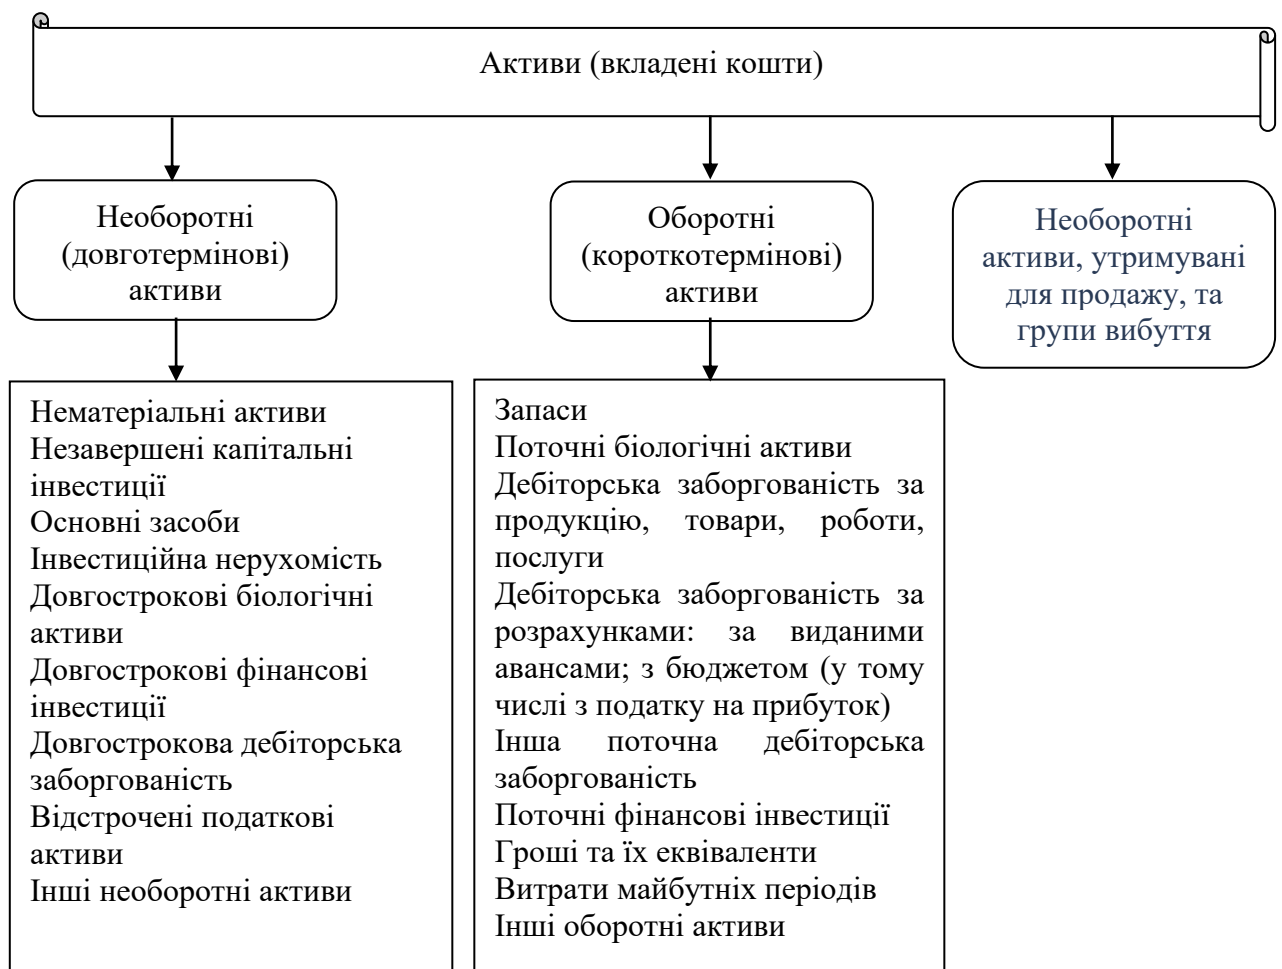 Активи (вкладені кошти)
Необоротні
(довготермінові)
активи
Оборотні
(короткотермінові)
активи
Необоротні
активи, утримувані
для продажу, та
групи вибуття
Нематеріальні активи
Незавершені капітальні
інвестиції
Основні засоби
Інвестиційна нерухомість
Довгострокові біологічні
активи
Довгострокові фінансові
інвестиції
Довгострокова дебіторська
заборгованість
Відстрочені податкові
активи
Інші необоротні активи
Запаси
Поточні біологічні активи
Дебіторська заборгованість за
продукцію, товари, роботи,
послуги
Дебіторська заборгованість за
розрахунками: за виданими
авансами; з бюджетом (у тому
числі з податку на прибуток)
Інша поточна дебіторська
заборгованість
Поточні фінансові інвестиції
Гроші та їх еквіваленти
Витрати майбутніх періодів
Інші оборотні активи